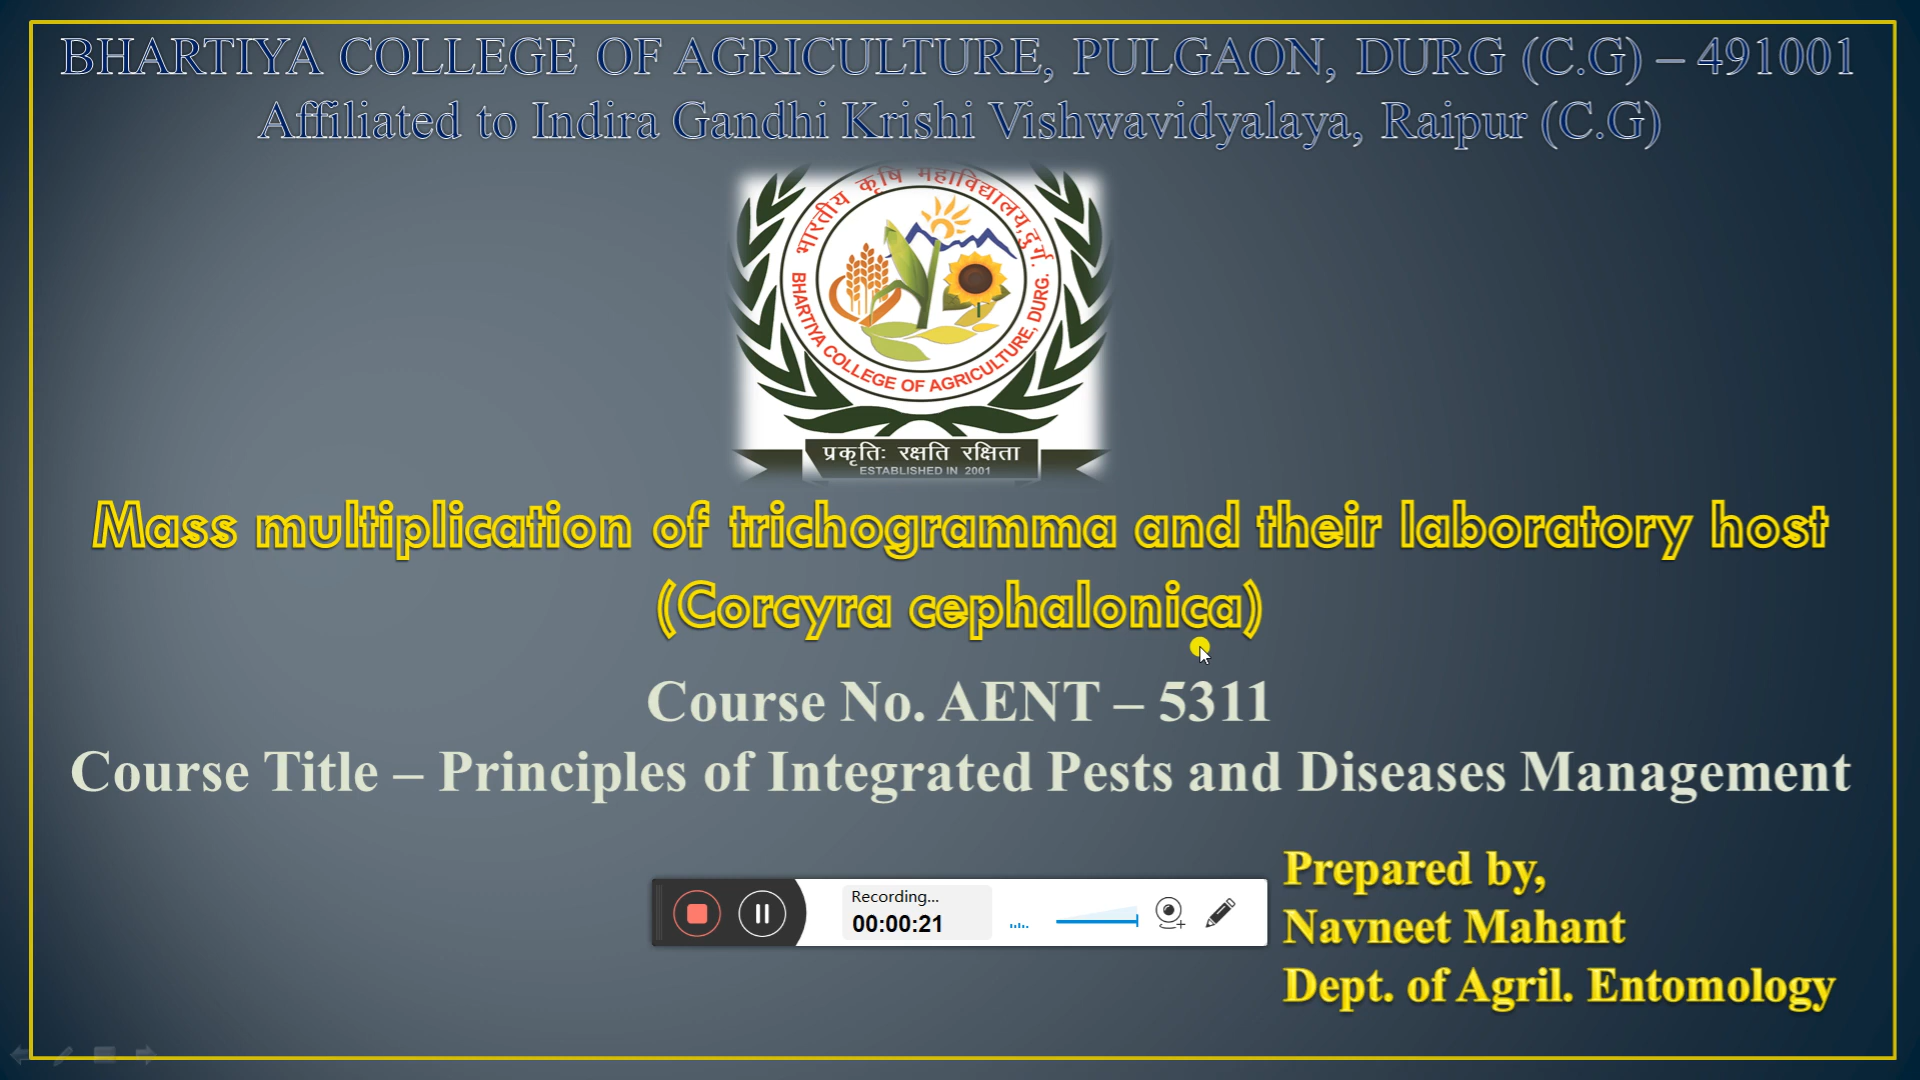 BHARTIYA COLLEGE OF AGRICULTURE, PULGAON, DURG (C.G) – 491001
Affiliated to Indira Gandhi Krishi Vishwavidyalaya, Raipur (C.G)
भारतीय कृषि महाविद्यालय, दुर्ग.
BHARTIYA COLLEGE OF AGRICULTURE, DURG.
प्रकृतिः रक्षति रक्षिता
ESTABLISHED IN 2001
Mass multiplication of trichogramma and their laboratory host
(Corcyra cephalonica)
Course No. AENT – 5311
Course Title – Principles of Integrated Pests and Diseases Management
Recording...
00:00:21
Prepared by,
Navneet Mahant
Dept. of Agril. Entomology